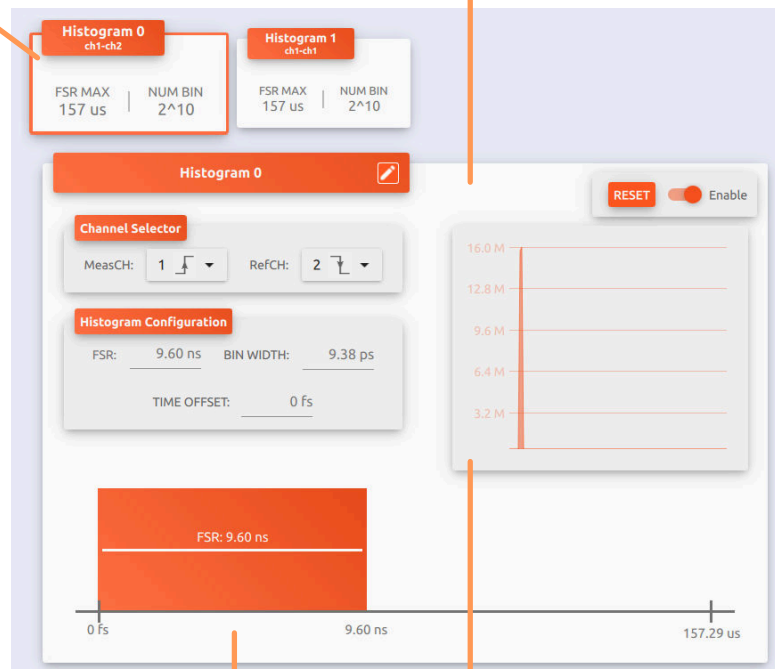 Histogram 0
ch1-ch2
FSR MAX
157 us
NUM BIN
2^10
Histogram 1
ch1-ch1
FSR MAX
157 us
NUM BIN
2^10
Histogram 0
RESET
Enable
Channel Selector
MeasCH: 1
RefCH: 2
Histogram Configuration
FSR: 9.60 ns BIN WIDTH: 9.38 ps
TIME OFFSET: 0 fs
16.0 M
12.8 M
9.6 M
6.4 M
3.2 M
FSR: 9.60 ns
0 fs
9.60 ns
157.29 us